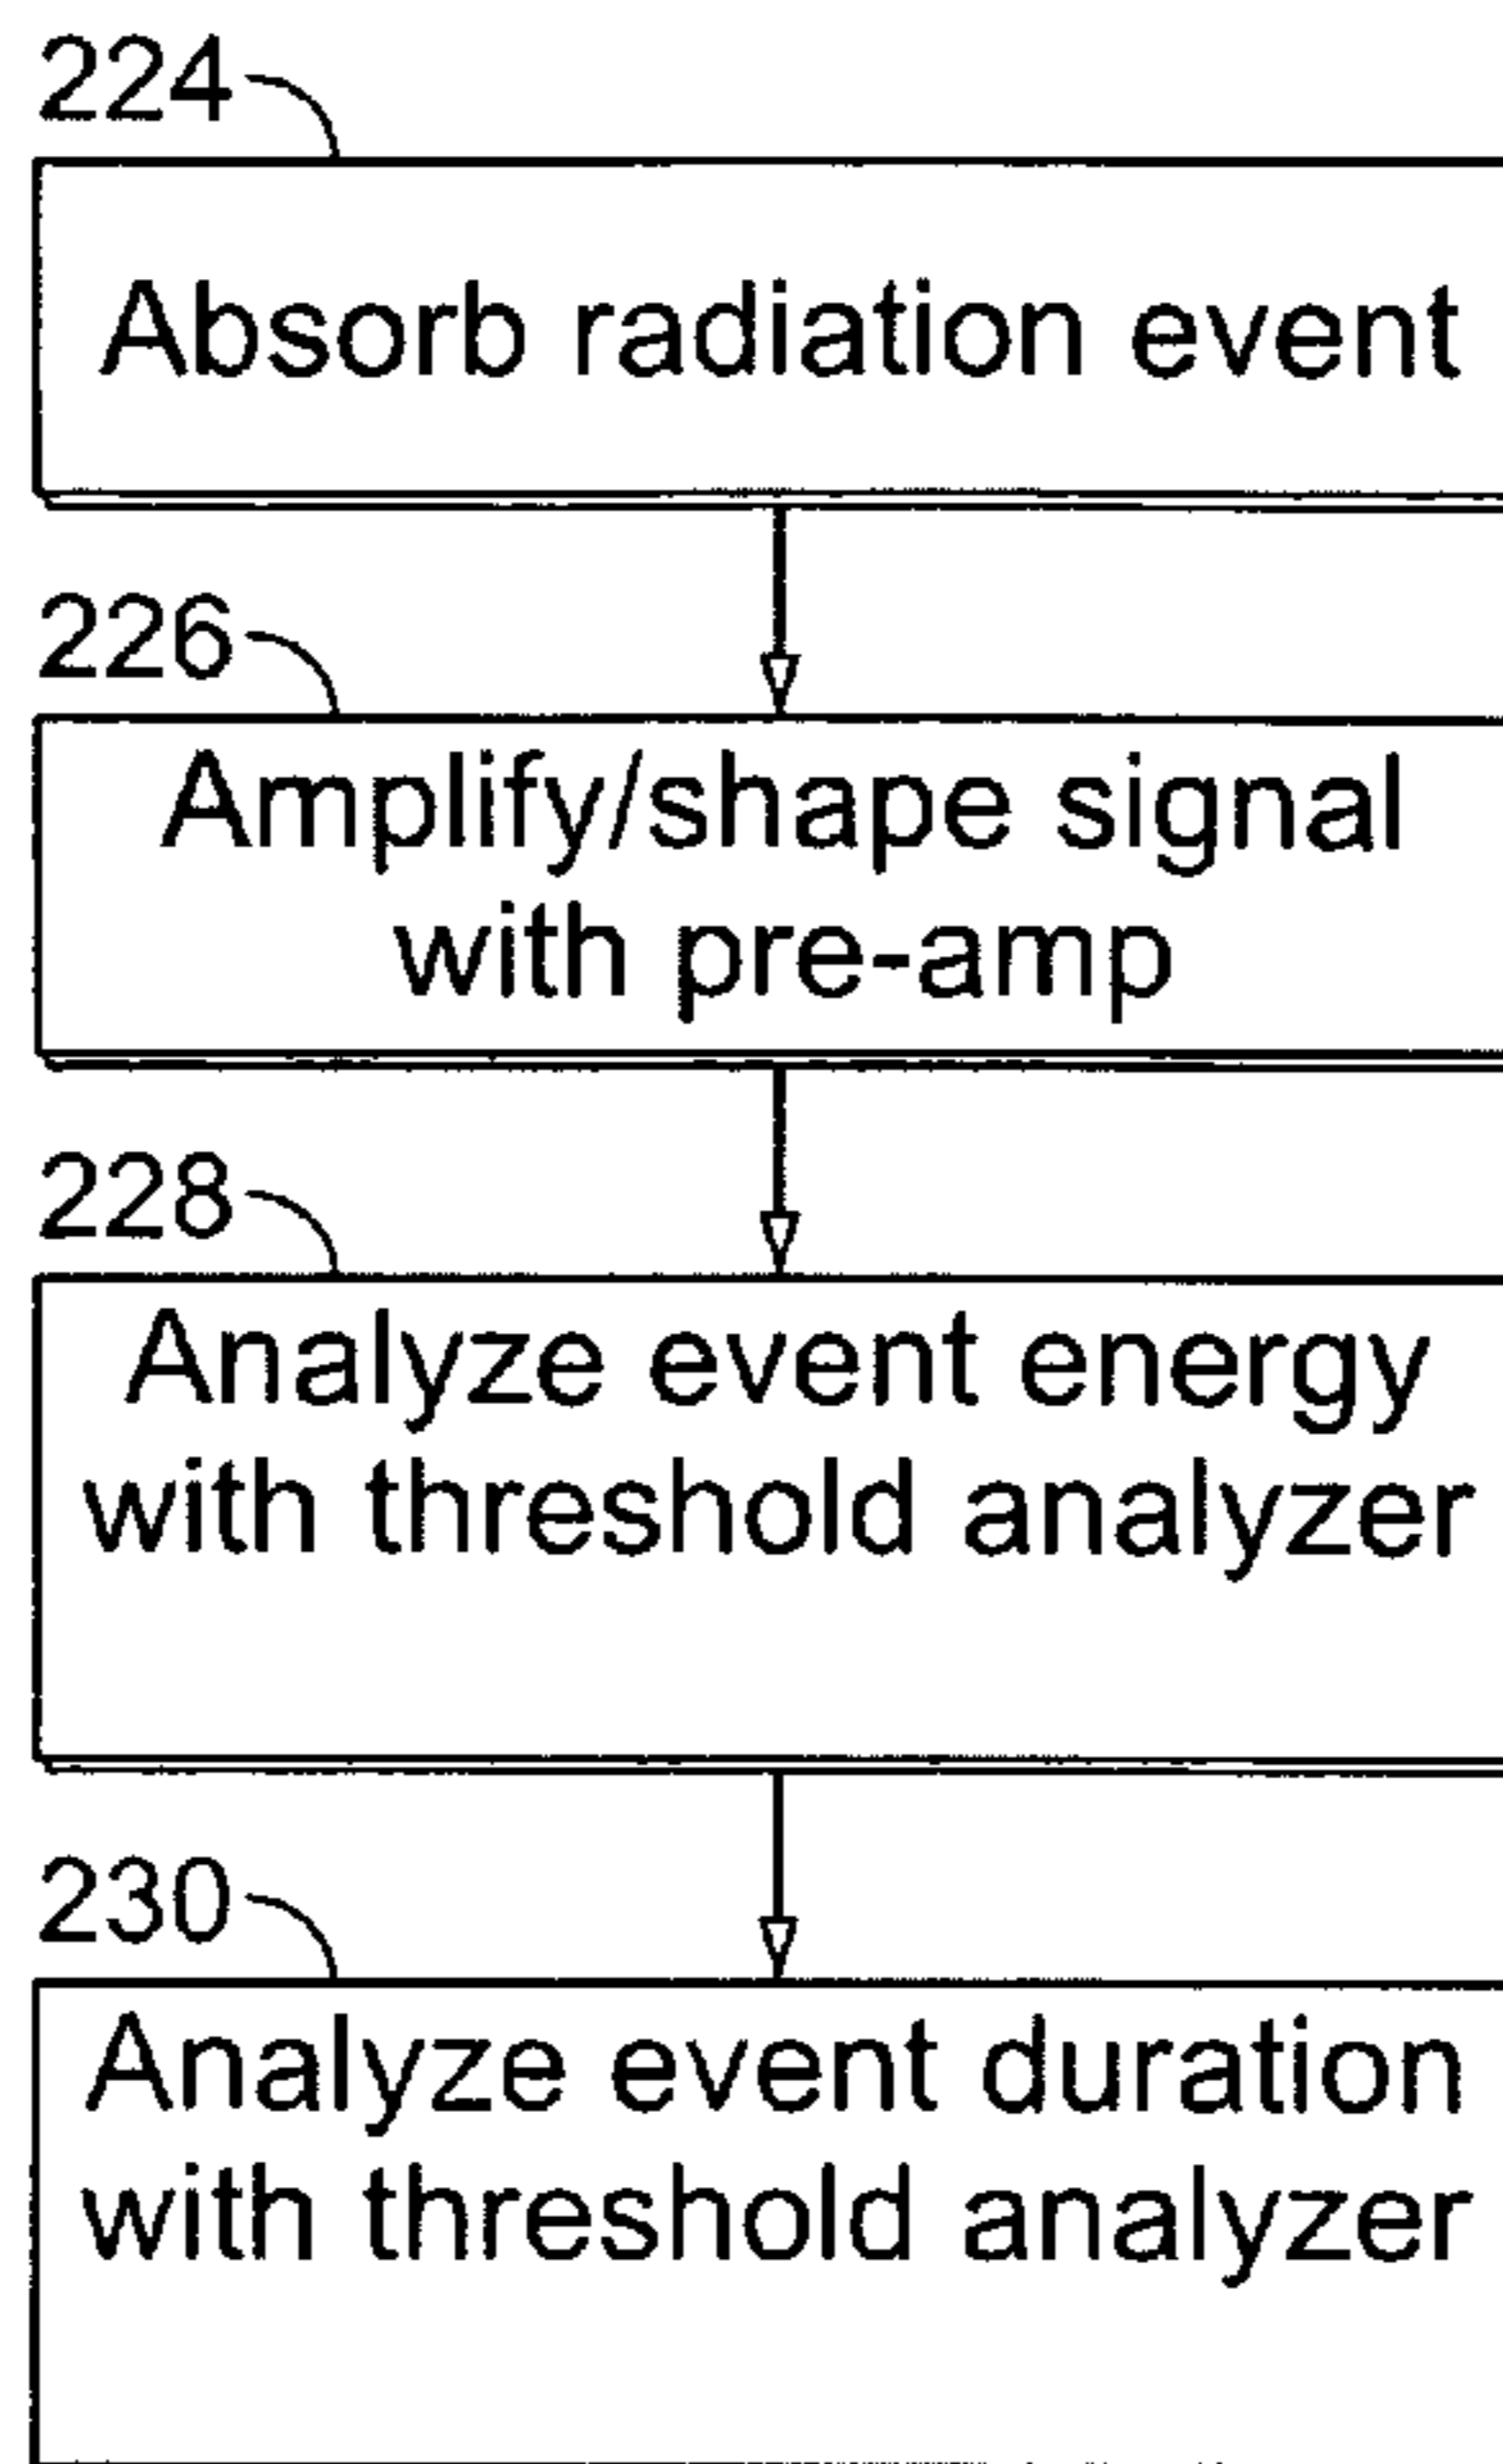 224
Absorb radiation event
226
Amplify/shape signal
with pre-amp
228
Analyze event energy
with threshold analyzer
230
Analyze event duration
with threshold analyzer